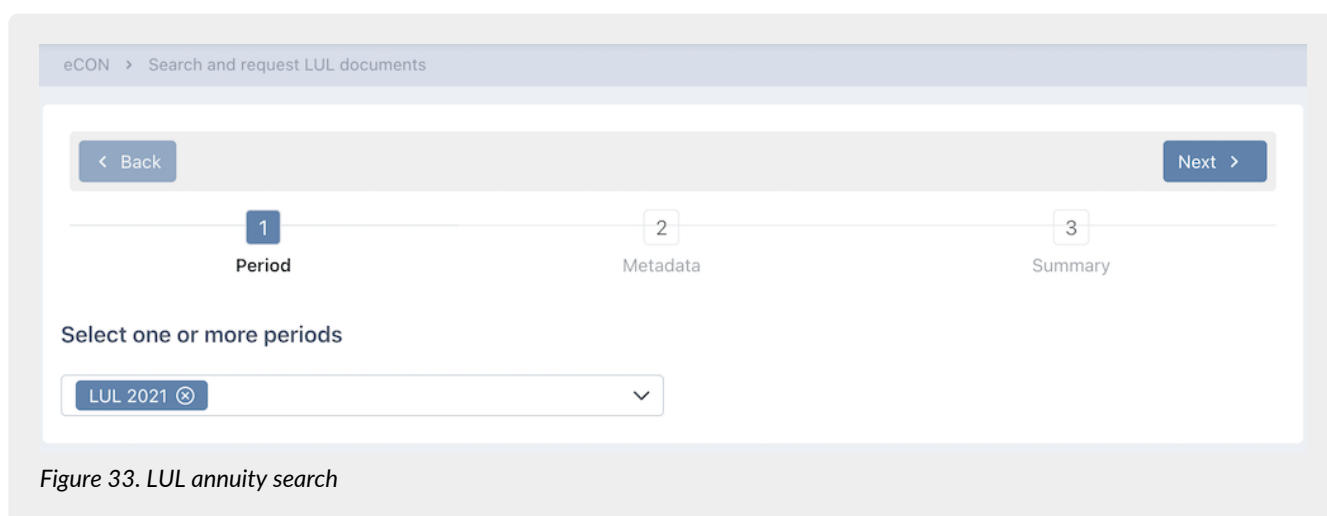 eCON > Search and request LUL documents
< Back
Next >
1
2
3
Period
Metadata
Summary
Select one or more periods
LUL 2021
Figure 33. LUL annuity search